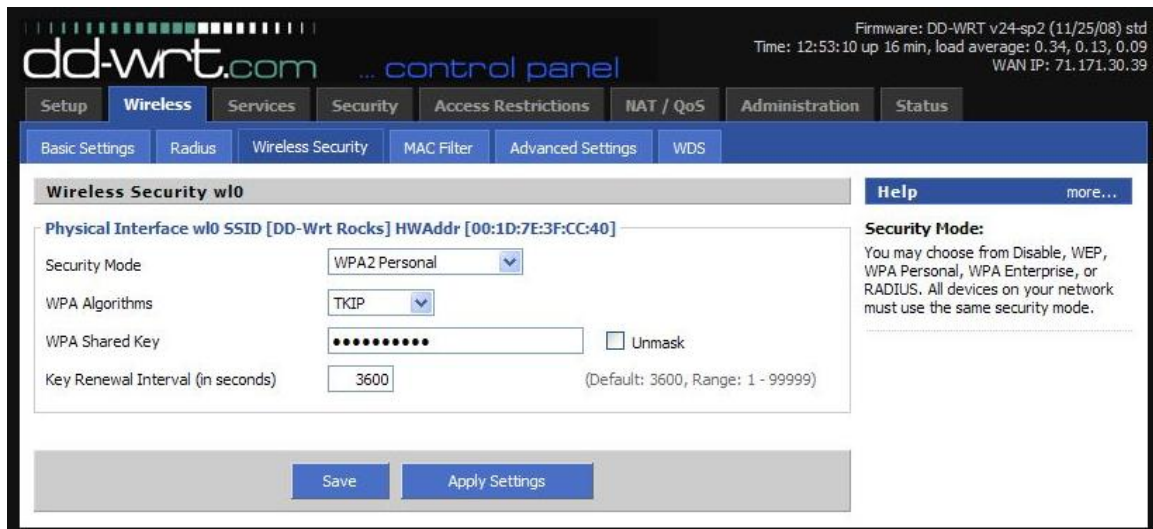 dd-wrt.com ... control panel
Firmware: DD-WRT v24-sp2 (11/25/08) std
Time: 12:53:10 up 16 min, load average: 0.34, 0.13, 0.09
WAN IP: 71.171.30.39
Setup Wireless Services Security Access Restrictions NAT / QoS Administration Status
Basic Settings Radius Wireless Security MAC Filter Advanced Settings WDS
Wireless Security wl0
Physical Interface wl0 SSID [DD-Wrt Rocks] HWAddr [00:1D:7E:3F:CC:40]
Security Mode WPA2 Personal
WPA Algorithms TKIP
WPA Shared Key ●●●●●●●●●● Unmask
Key Renewal Interval (in seconds) 3600 (Default: 3600, Range: 1 - 99999)
Save Apply Settings
Help more...
Security Mode:
You may choose from Disable, WEP,
WPA Personal, WPA Enterprise, or
RADIUS. All devices on your network
must use the same security mode.